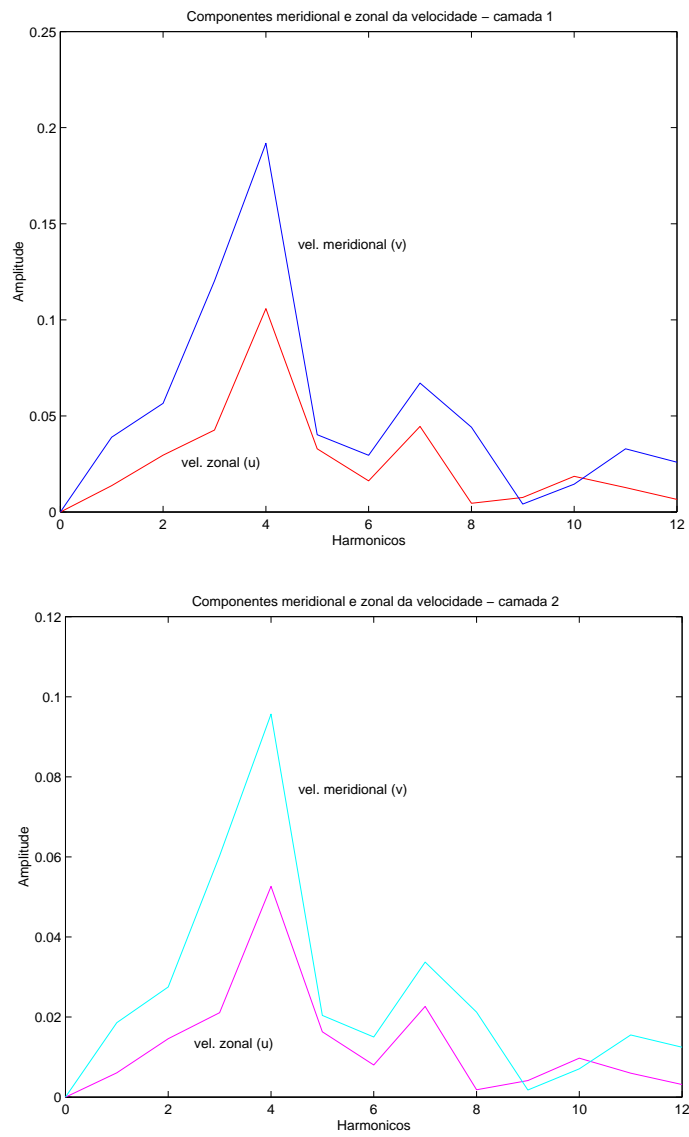 Componentes meridional e zonal da velocidade − camada 1
0.25
0.2
0.15
0.1
0.05
0
Amplitude
vel. meridional (v)
vel. zonal (u)
0 2 4 6 8 10 12
Harmonicos
Componentes meridional e zonal da velocidade − camada 2
0.12
0.1
0.08
0.06
0.04
0.02
0
Amplitude
vel. meridional (v)
vel. zonal (u)
0 2 4 6 8 10 12
Harmonicos